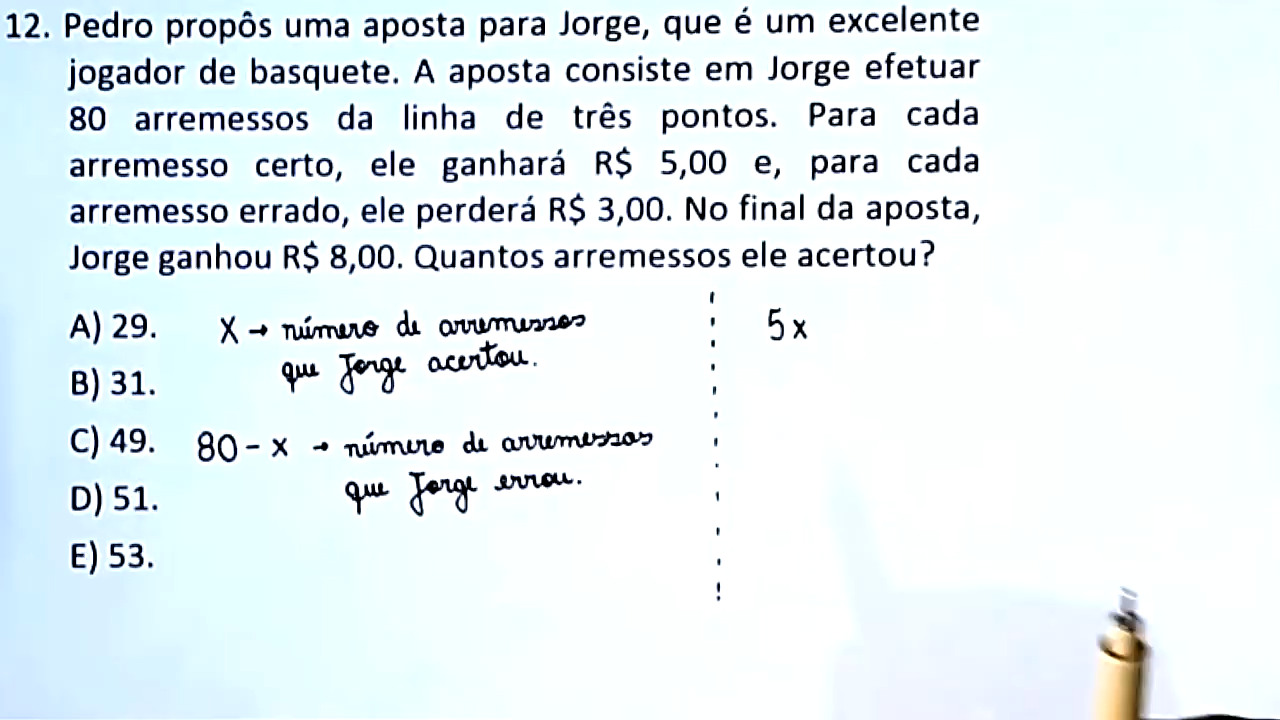 12. Pedro propôs uma aposta para Jorge, que é um excelente
jogador de basquete. A aposta consiste em Jorge efetuar
80 arremessos da linha de três pontos. Para cada
arremesso certo, ele ganhará R$ 5,00 e, para cada
arremesso errado, ele perderá R$ 3,00. No final da aposta,
Jorge ganhou R$ 8,00. Quantos arremessos ele acertou?
A) 29.
B) 31.
C) 49.
D) 51.
E) 53.
X → número de arremessos
que Jorge acertou.
80 - x → número de arremessos
que Jorge errou.
5x